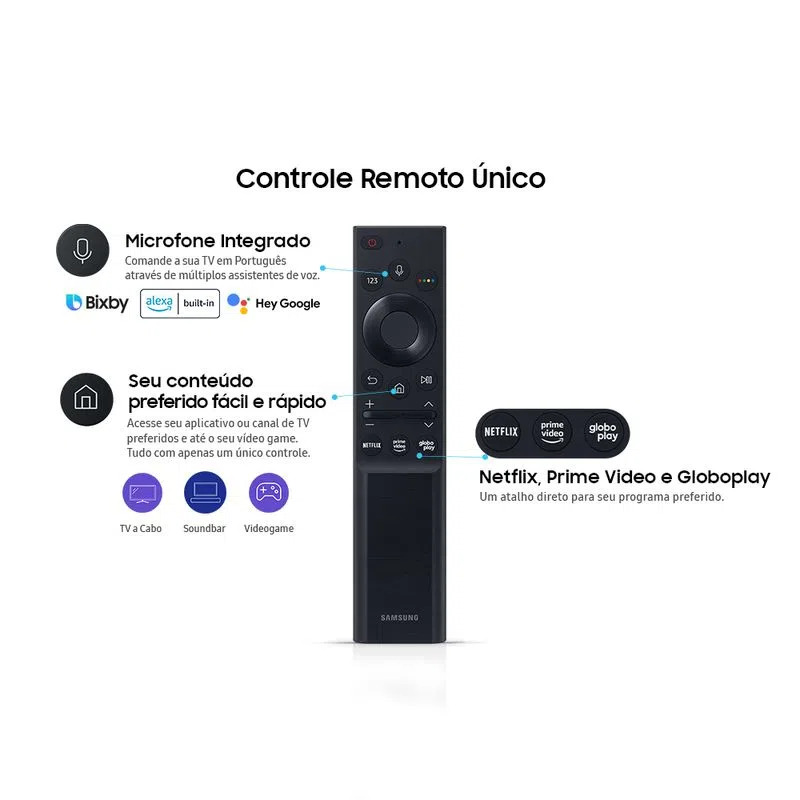 Controle Remoto Único
Microfone Integrado
Comande a sua TV em Português
através de múltiplos assistentes de voz.
Bixby
alexa built-in
Hey Google
Seu conteúdo
preferido fácil e rápido
Acesse seu aplicativo ou canal de TV
preferidos e até o seu vídeo game.
Tudo com apenas um único controle.
TV a Cabo
Soundbar
Videogame
123
NETFLIX
prime
video
globo
play
SAMSUNG
NETFLIX
prime
video
globo
play
Netflix, Prime Video e Globoplay
Um atalho direto para seu programa preferido.